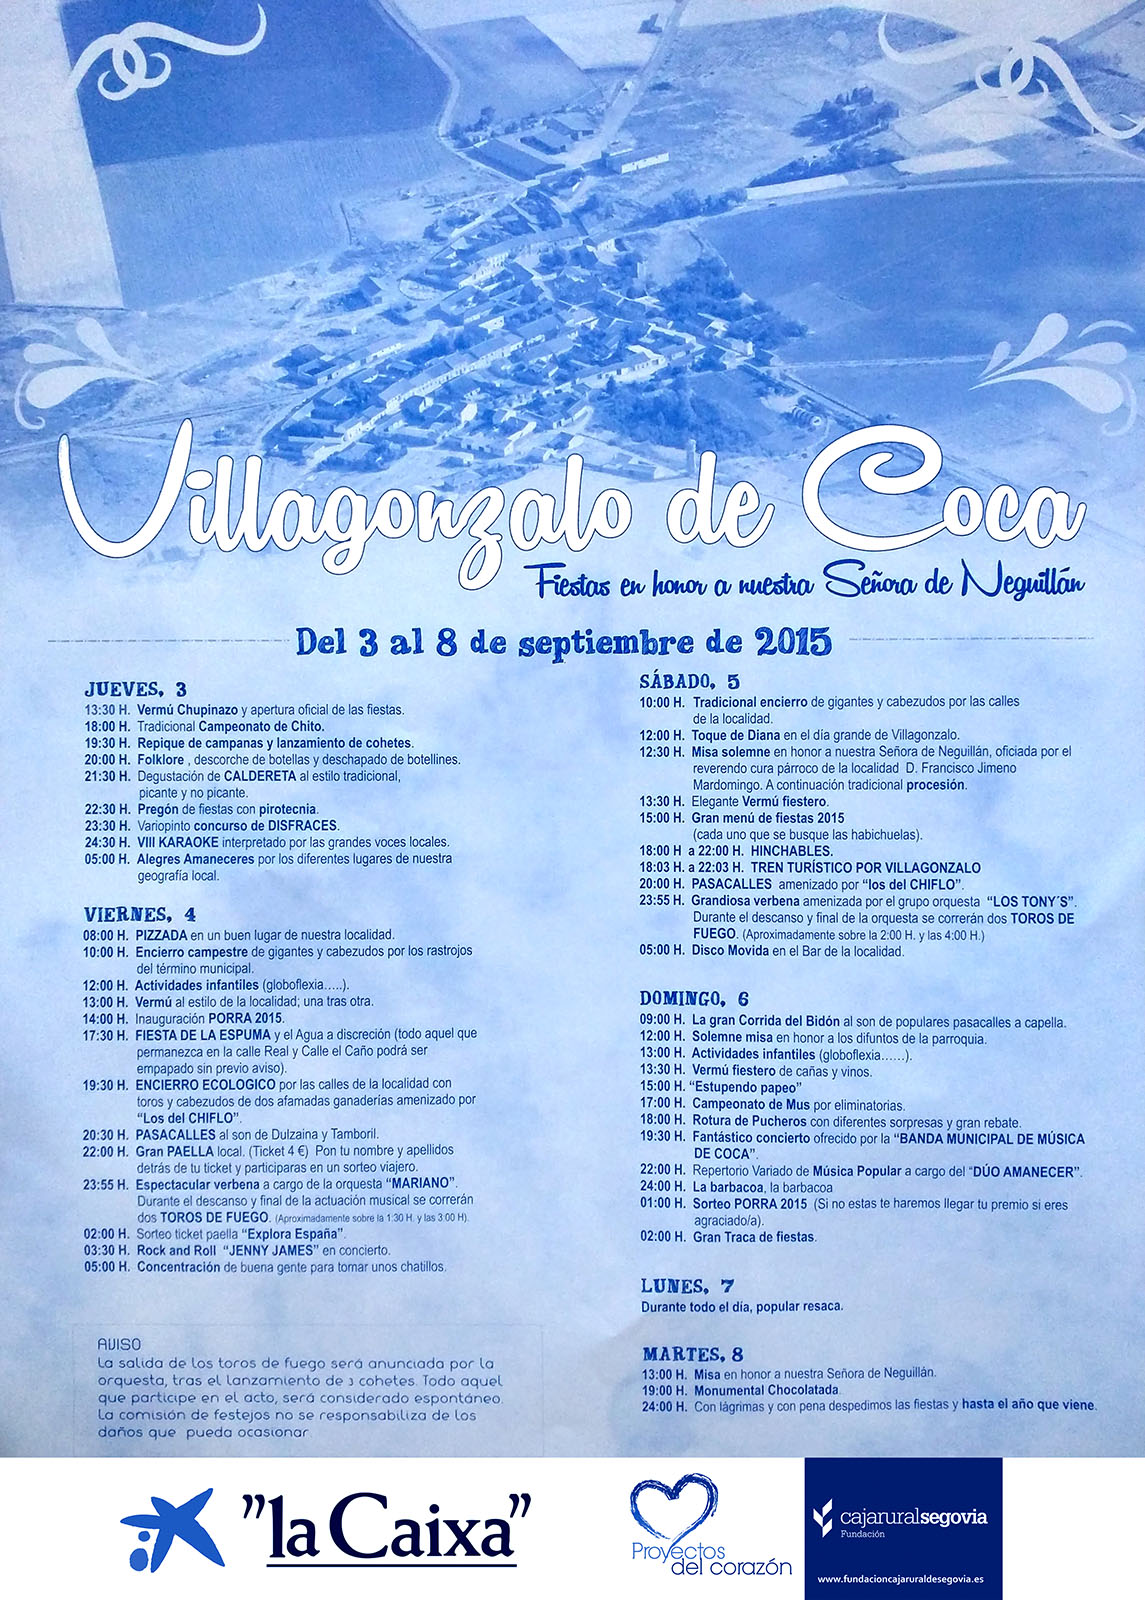 Villagonzalo de Coca
Fiestas en honor a nuestra Señora de Neguillán
Del 3 al 8 de septiembre de 2015
JUEVES, 3
13:30 H. Vermú Chupinazo y apertura oficial de las fiestas.
18:00 H. Tradicional Campeonato de Chito.
19:30 H. Repique de campanas y lanzamiento de cohetes.
20:00 H. Folklore , descorche de botellas y deschapado de botellines.
21:30 H. Degustación de CALDERETA al estilo tradicional,
picante y no picante.
22:30 H. Pregón de fiestas con pirotecnia.
23:30 H. Variopinto concurso de DISFRACES.
24:30 H. VIII KARAOKE interpretado por las grandes voces locales.
05:00 H. Alegres Amaneceres por los diferentes lugares de nuestra
geografía local.
VIERNES, 4
08:00 H. PIZZADA en un buen lugar de nuestra localidad.
10:00 H. Encierro campestre de gigantes y cabezudos por los rastrojos
del término municipal.
12:00 H. Actividades infantiles (globoflexia…..).
13:00 H. Vermú al estilo de la localidad; una tras otra.
14:00 H. Inauguración PORRA 2015.
17:30 H. FIESTA DE LA ESPUMA y el Agua a discreción (todo aquel que
permanezca en la calle Real y Calle el Caño podrá ser
empapado sin previo aviso).
19:30 H. ENCIERRO ECOLOGICO por las calles de la localidad con
toros y cabezudos de dos afamadas ganaderías amenizado por
“Los del CHIFLO”.
20:30 H. PASACALLES al son de Dulzaina y Tamboril.
22:00 H. Gran PAELLA local. (Ticket 4 €) Pon tu nombre y apellidos
detrás de tu ticket y participaras en un sorteo viajero.
23:55 H. Espectacular verbena a cargo de la orquesta “MARIANO”.
Durante el descanso y final de la actuación musical se correrán
dos TOROS DE FUEGO. (Aproximadamente sobre la 1:30 H. y las 3:00 H).
02:00 H. Sorteo ticket paella “Explora España”.
03:30 H. Rock and Roll “JENNY JAMES” en concierto.
05:00 H. Concentración de buena gente para tomar unos chatillos.
AVISO
La salida de los toros de fuego será anunciada por la
orquesta, tras el lanzamiento de 3 cohetes. Todo aquel
que participe en el acto, será considerado espontáneo.
La comisión de festejos no se responsabiliza de los
daños que pueda ocasionar.
SÁBADO, 5
10:00 H. Tradicional encierro de gigantes y cabezudos por las calles
de la localidad.
12:00 H. Toque de Diana en el día grande de Villagonzalo.
12:30 H. Misa solemne en honor a nuestra Señora de Neguillán, oficiada por el
reverendo cura párroco de la localidad D. Francisco Jimeno
Mardomingo. A continuación tradicional procesión.
13:30 H. Elegante Vermú fiestero.
15:00 H. Gran menú de fiestas 2015
(cada uno que se busque las habichuelas).
18:00 H a 22:00 H. HINCHABLES.
18:03 H. a 22:03 H. TREN TURÍSTICO POR VILLAGONZALO
20:00 H. PASACALLES amenizado por “los del CHIFLO”.
23:55 H. Grandiosa verbena amenizada por el grupo orquesta “LOS TONY´S”.
Durante el descanso y final de la orquesta se correrán dos TOROS DE
FUEGO. (Aproximadamente sobre la 2:00 H. y las 4:00 H.)
05:00 H. Disco Movida en el Bar de la localidad.
DOMINGO, 6
09:00 H. La gran Corrida del Bidón al son de populares pasacalles a capella.
12:00 H. Solemne misa en honor a los difuntos de la parroquia.
13:00 H. Actividades infantiles (globoflexia……).
13:30 H. Vermú fiestero de cañas y vinos.
15:00 H. “Estupendo papeo”
17:00 H. Campeonato de Mus por eliminatorias.
18:00 H. Rotura de Pucheros con diferentes sorpresas y gran rebate.
19:30 H. Fantástico concierto ofrecido por la “BANDA MUNICIPAL DE MÚSICA
DE COCA”.
22:00 H. Repertorio Variado de Música Popular a cargo del “DÚO AMANECER”.
24:00 H. La barbacoa, la barbacoa
01:00 H. Sorteo PORRA 2015 (Si no estas te haremos llegar tu premio si eres
agraciado/a).
02:00 H. Gran Traca de fiestas.
LUNES, 7
Durante todo el día, popular resaca.
MARTES, 8
13:00 H. Misa en honor a nuestra Señora de Neguillán.
19:00 H. Monumental Chocolatada.
24:00 H. Con lágrimas y con pena despedimos las fiestas y hasta el año que viene.
”la Caixa”
Proyectos
del corazón
cajaruralsegovia
Fundación
www.fundacioncajaruraldesegovia.es